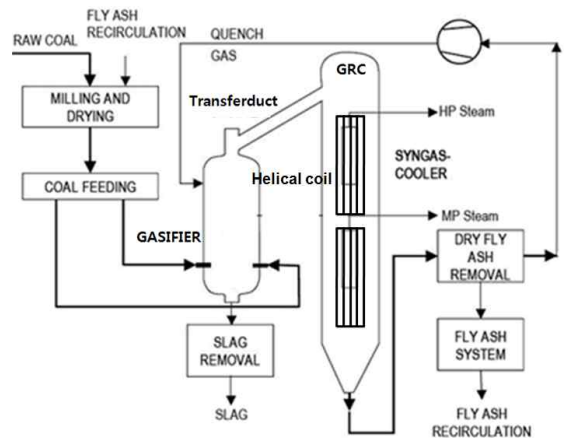 FLY ASH
RECIRCULATION
RAW COAL
QUENCH
GAS
GRC
MILLING AND
DRYING
Transferduct
HP Steam
SYNGAS-
COOLER
COAL FEEDING
Helical coil
MP Steam
GASIFIER
DRY FLY
ASH
REMOVAL
SLAG
REMOVAL
FLY ASH
SYSTEM
SLAG
FLY ASH
RECIRCULATION